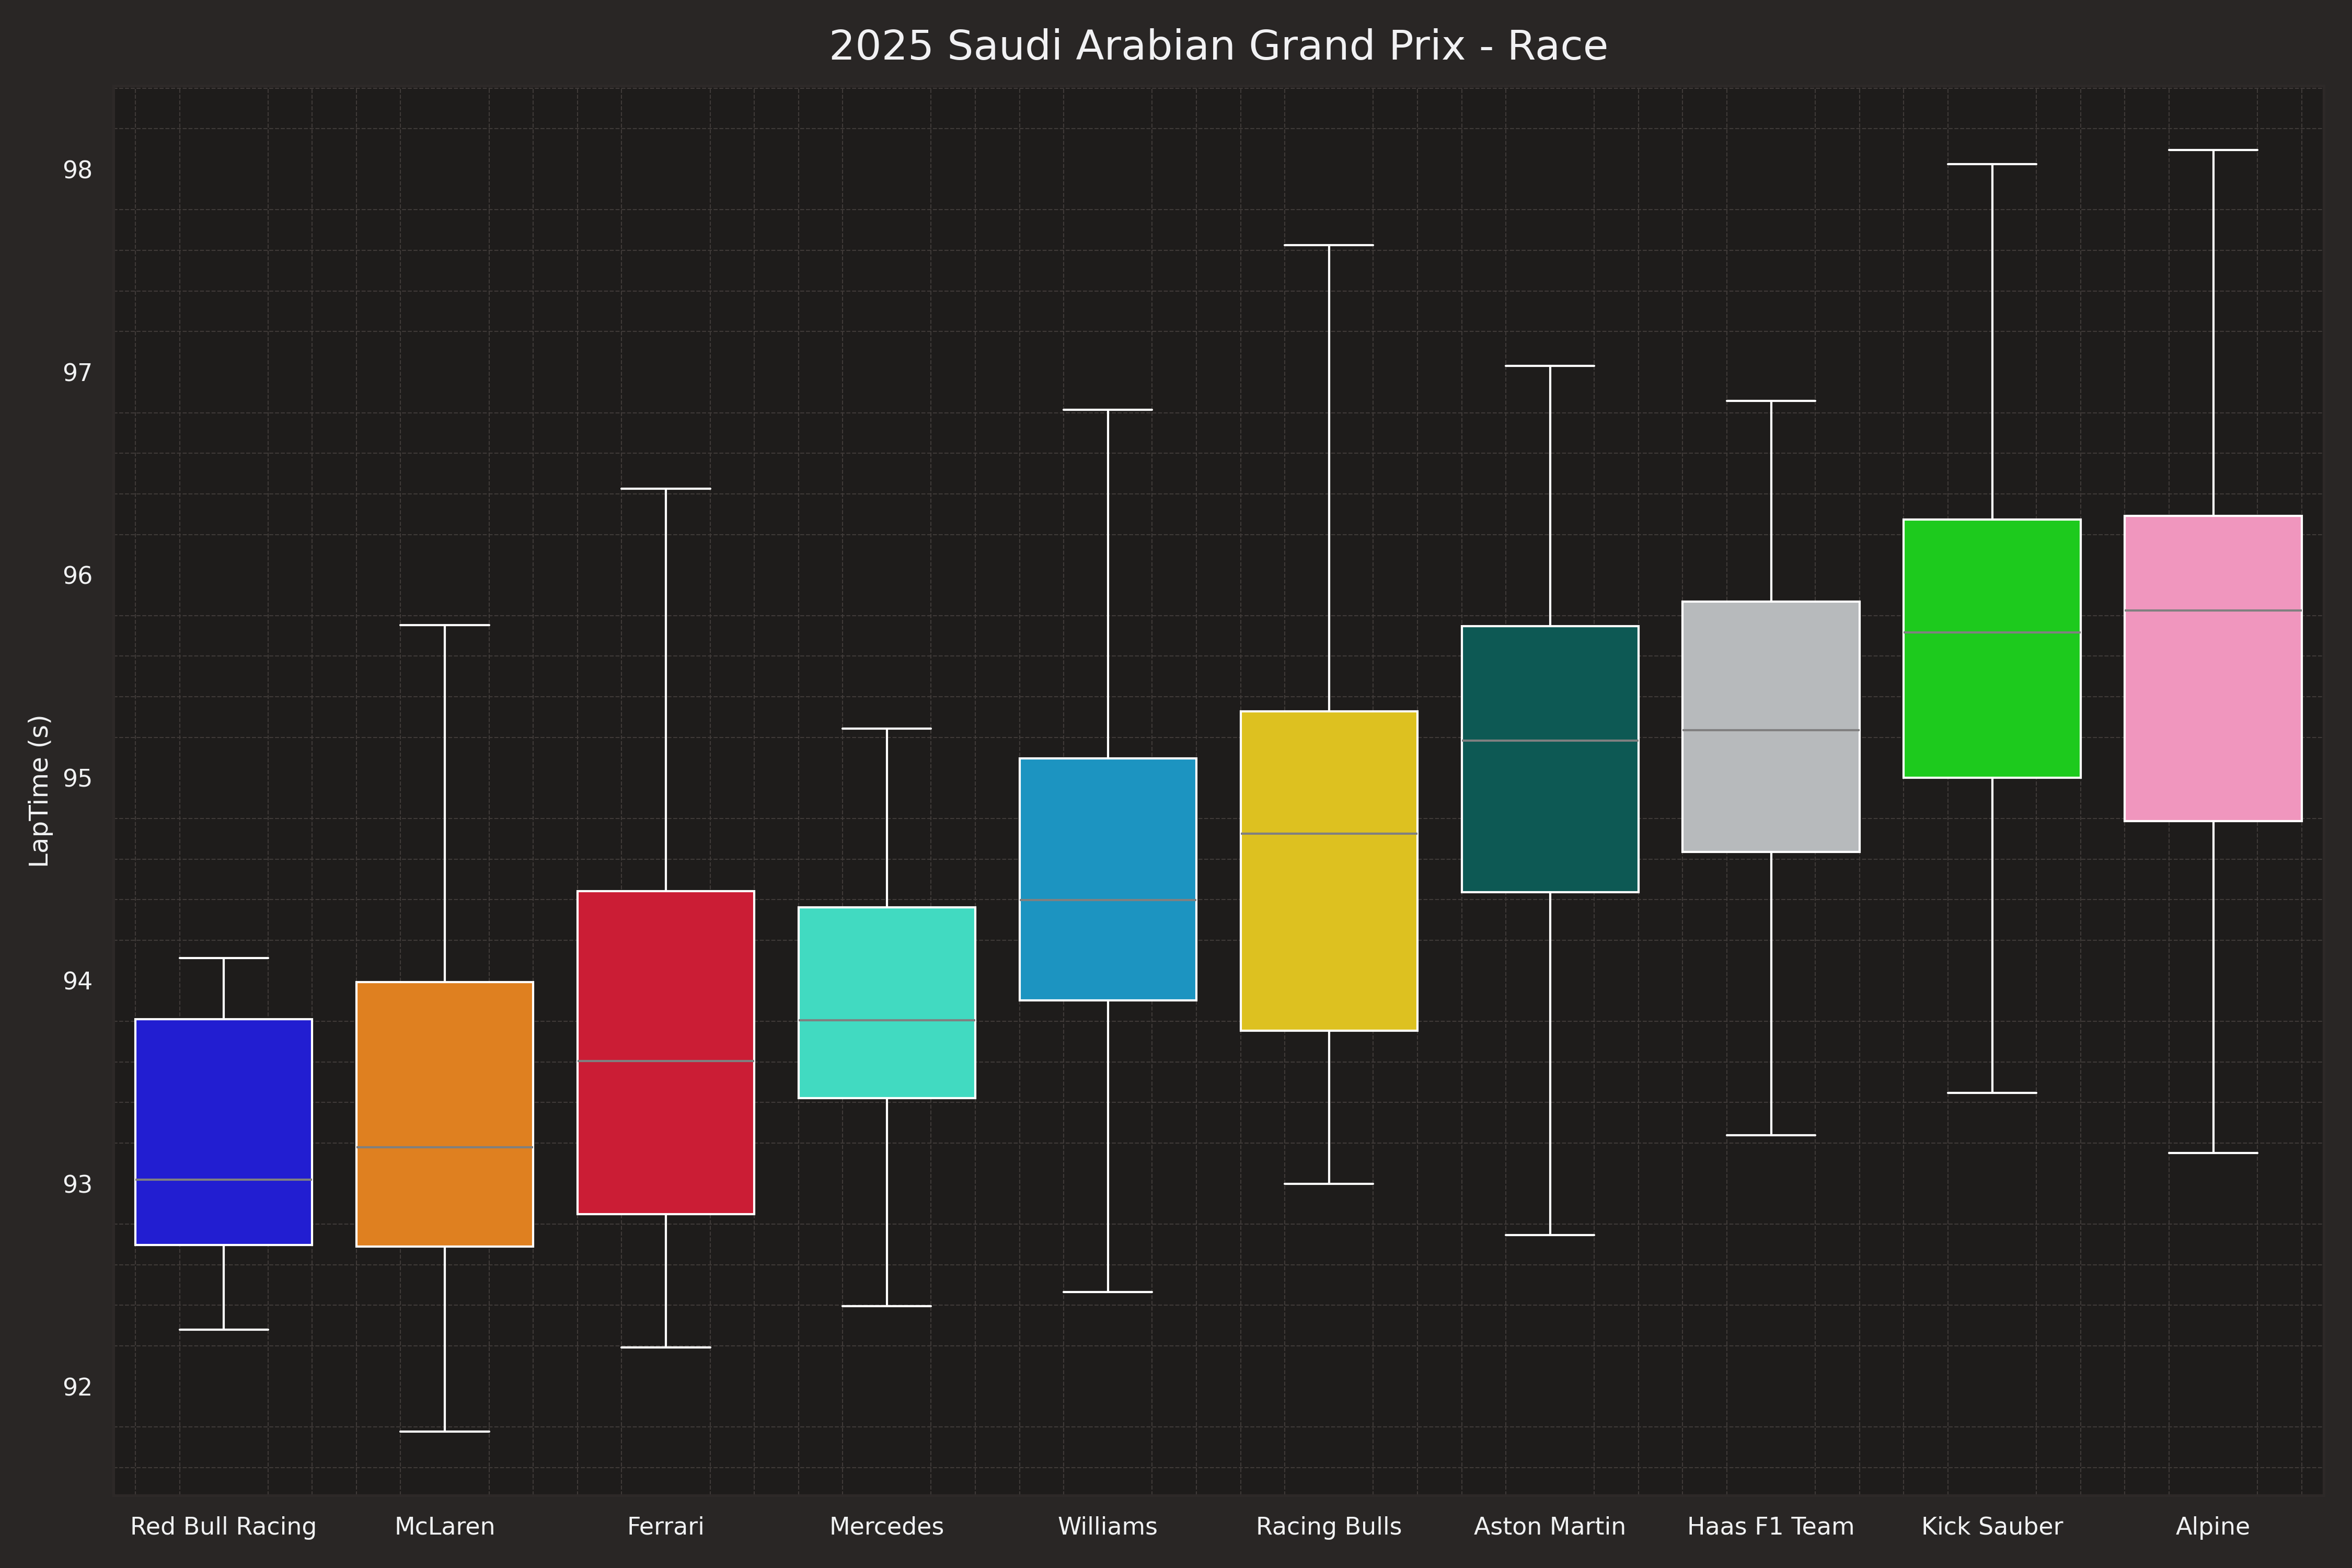 2025 Saudi Arabian Grand Prix - Race
LapTime (s)
98
97
96
95
94
93
92
Red Bull Racing
McLaren
Ferrari
Mercedes
Williams
Racing Bulls
Aston Martin
Haas F1 Team
Kick Sauber
Alpine